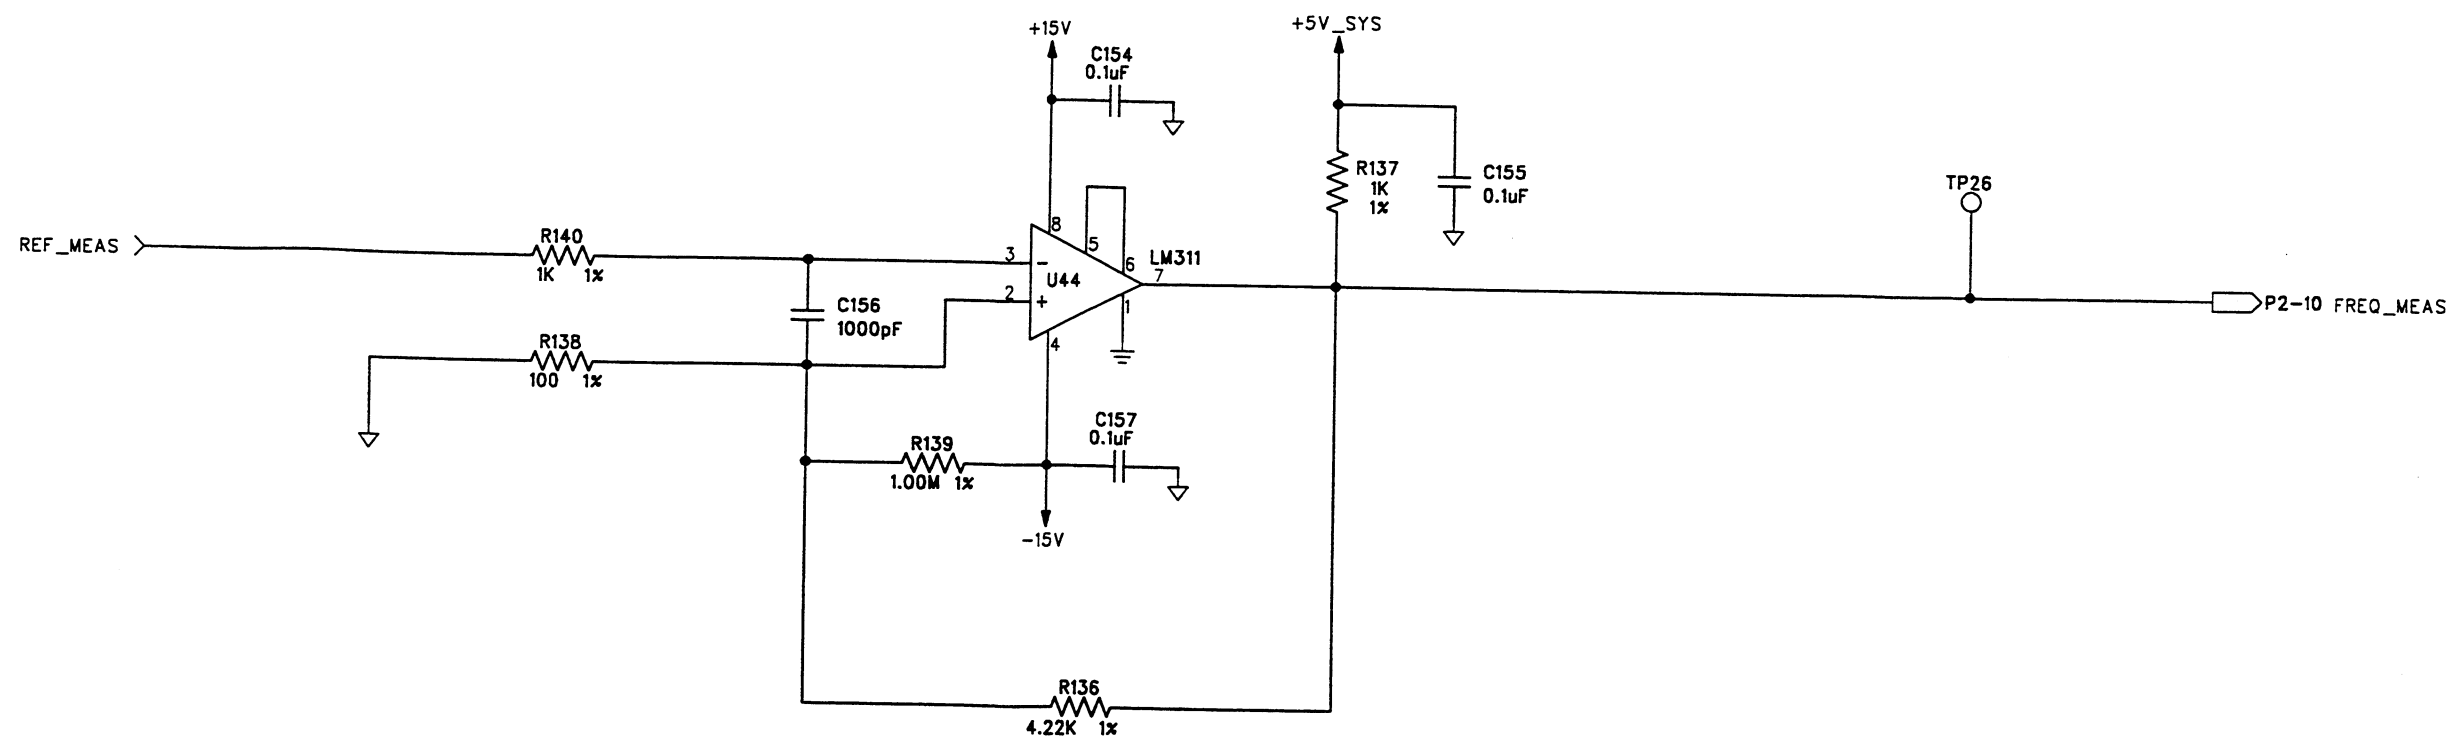 +15V
+5V_SYS
C154
0.1uF
R137
1K
1%
C155
0.1uF
TP26
REF_MEAS
R140
1K 1%
8
5
6
LM311
7
3
-
U44
2
+
1
4
C156
1000pF
P2-10 FREQ_MEAS
R138
100 1%
C157
0.1uF
R139
1.00M 1%
-15V
R136
4.22K 1%